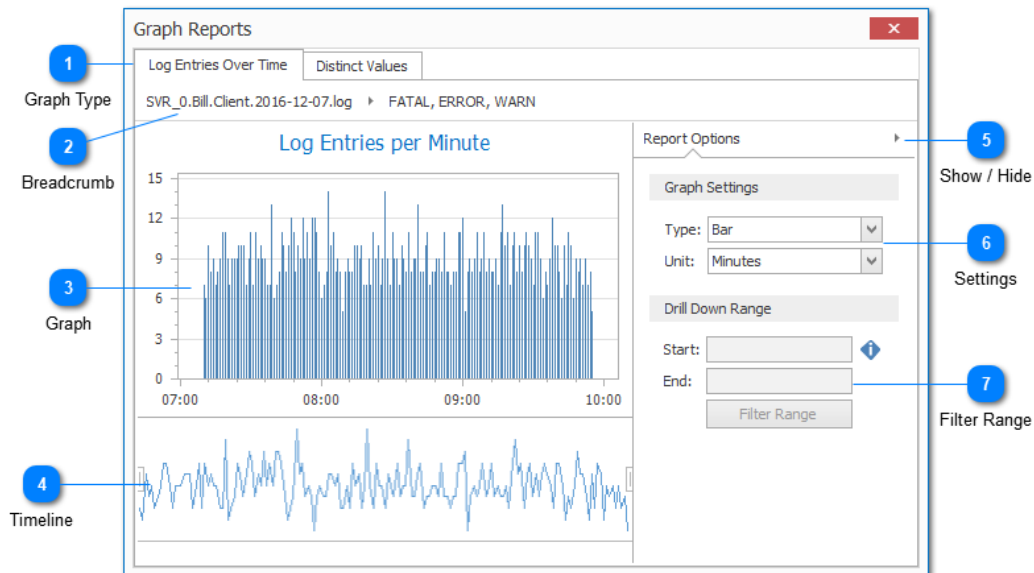 Graph Reports
1
Graph Type
Log Entries Over Time
Distinct Values
SVR_0.Bill.Client.2016-12-07.log
FATAL, ERROR, WARN
2
Breadcrumb
Log Entries per Minute
15
12
9
6
3
0
07:00
08:00
09:00
10:00
3
Graph
4
Timeline
Report Options
5
Show / Hide
Graph Settings
Type: Bar
Unit: Minutes
6
Settings
Drill Down Range
Start:
End:
Filter Range
7
Filter Range